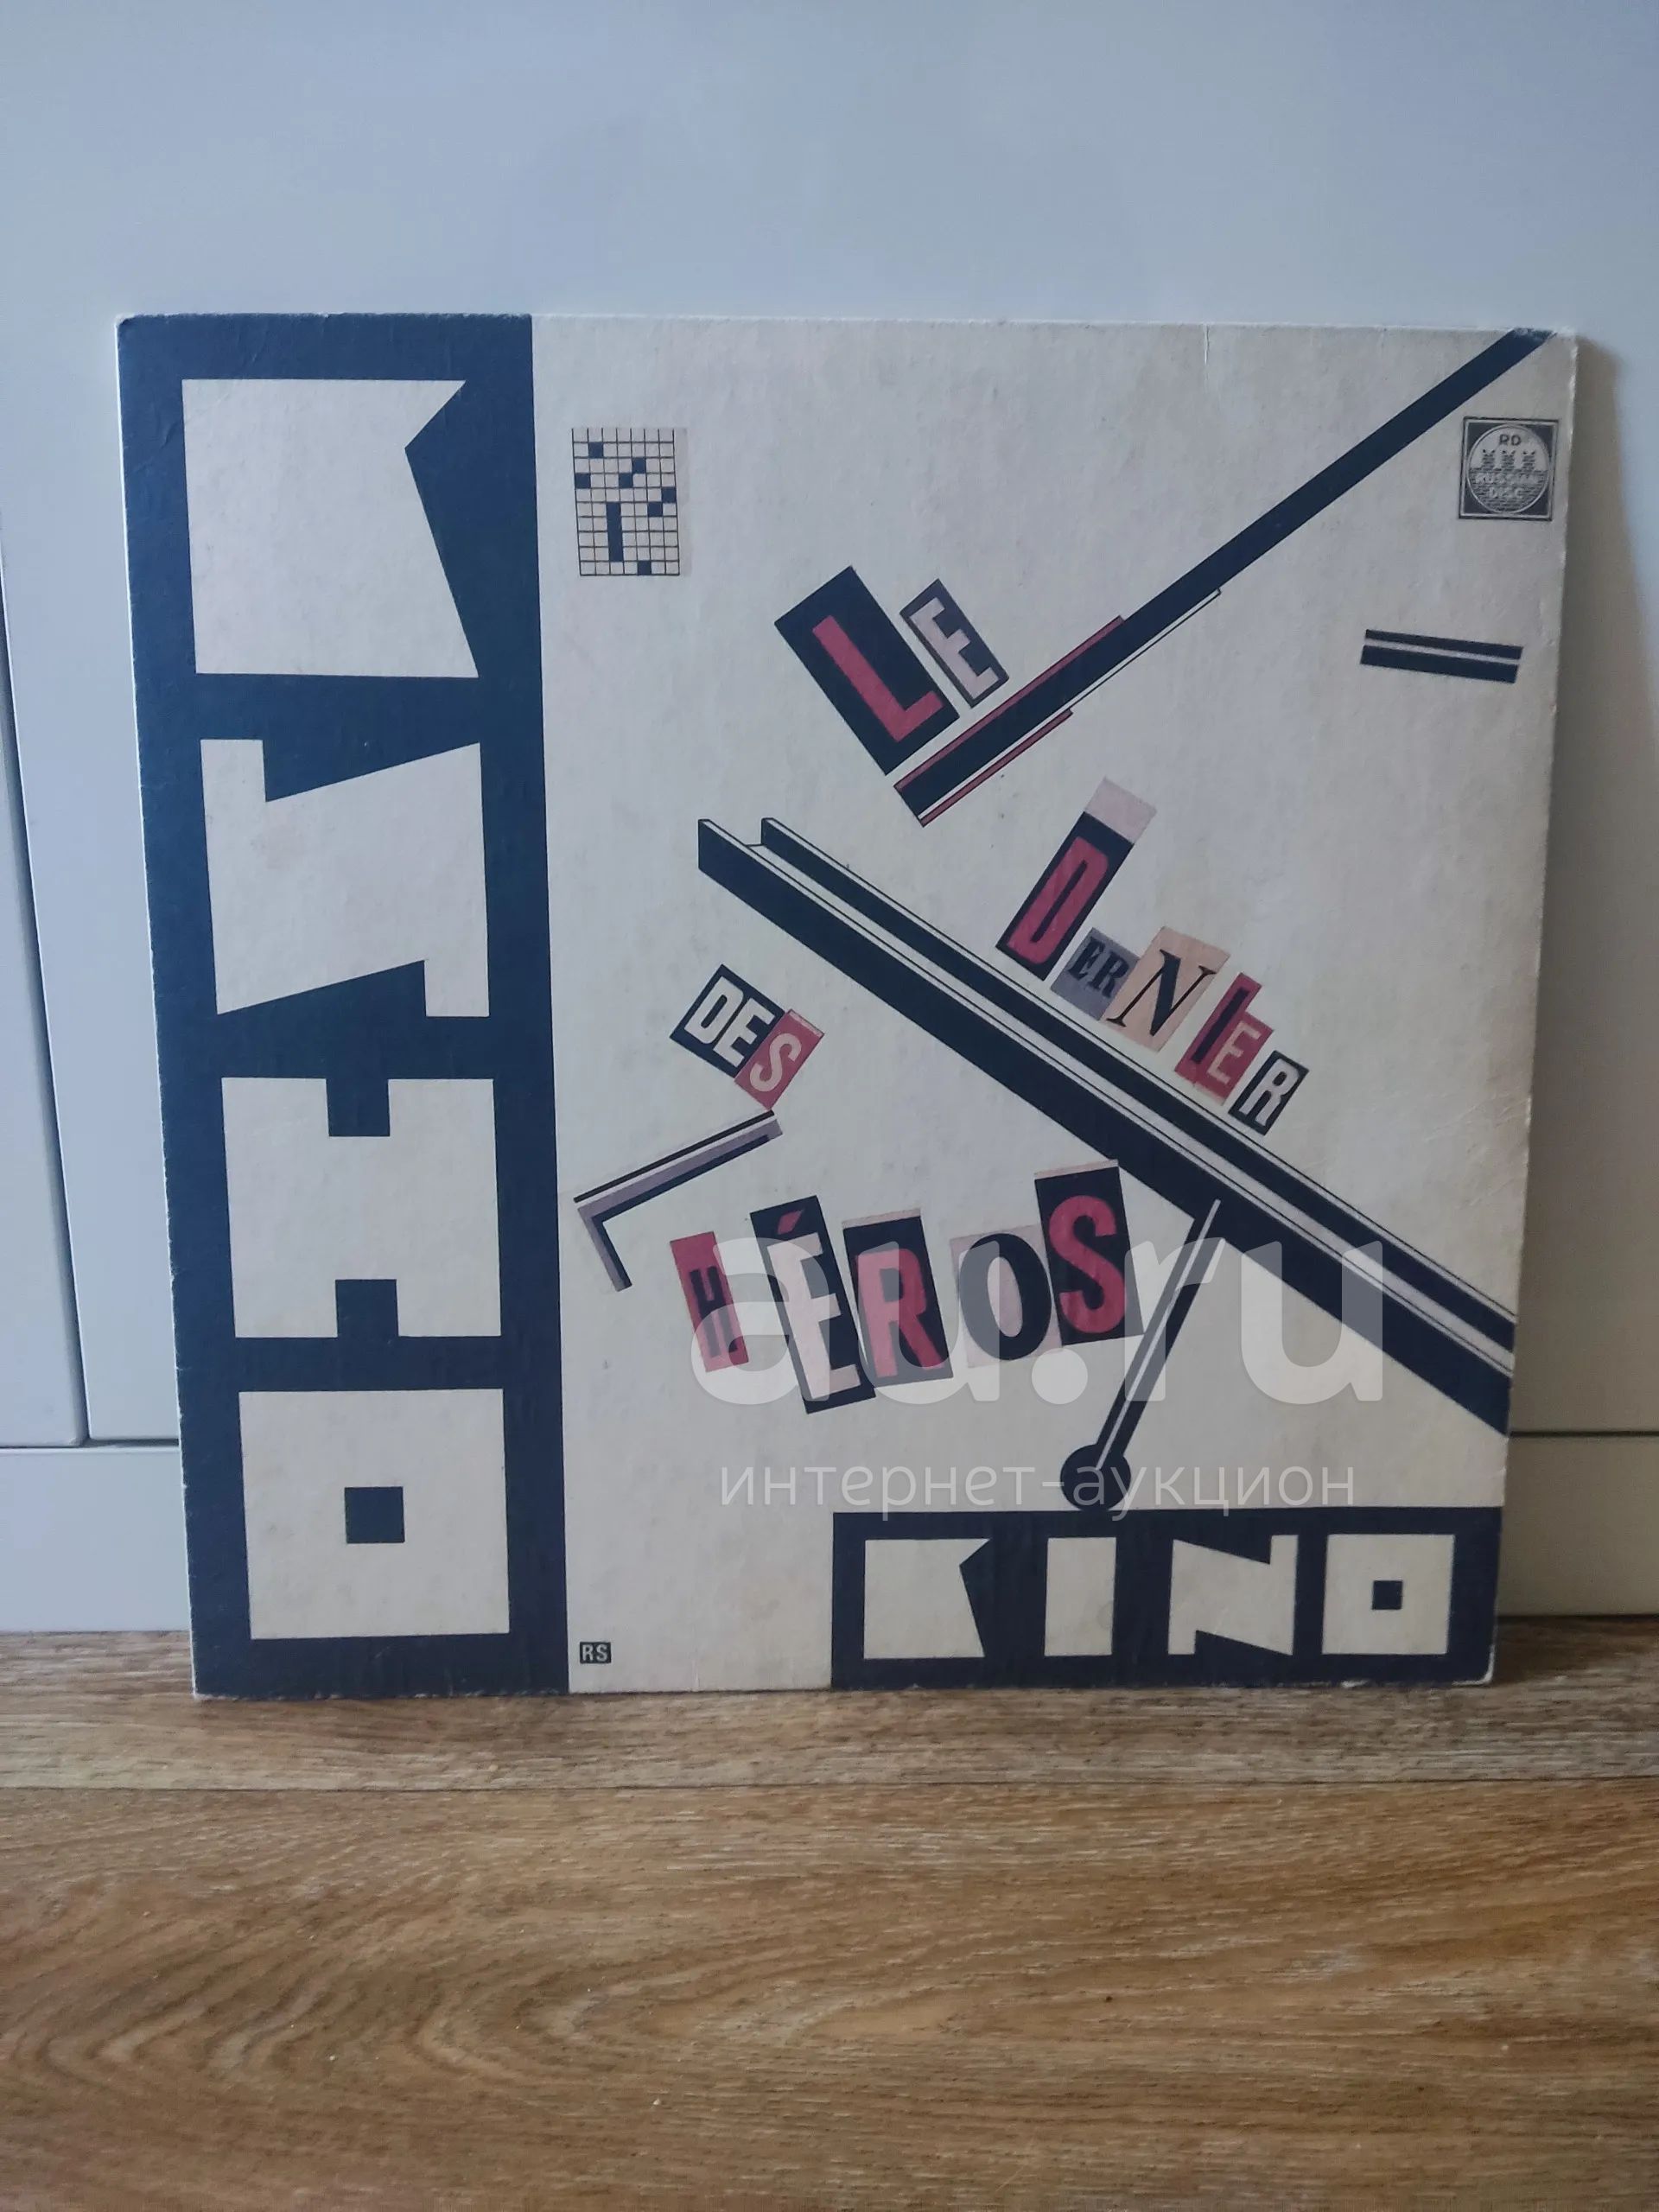 КИНО
RD
RUSSIAN
DISC
LE
DERNIER
DES
HÉROS
au.ru
интернет-аукцион
KINO
RS